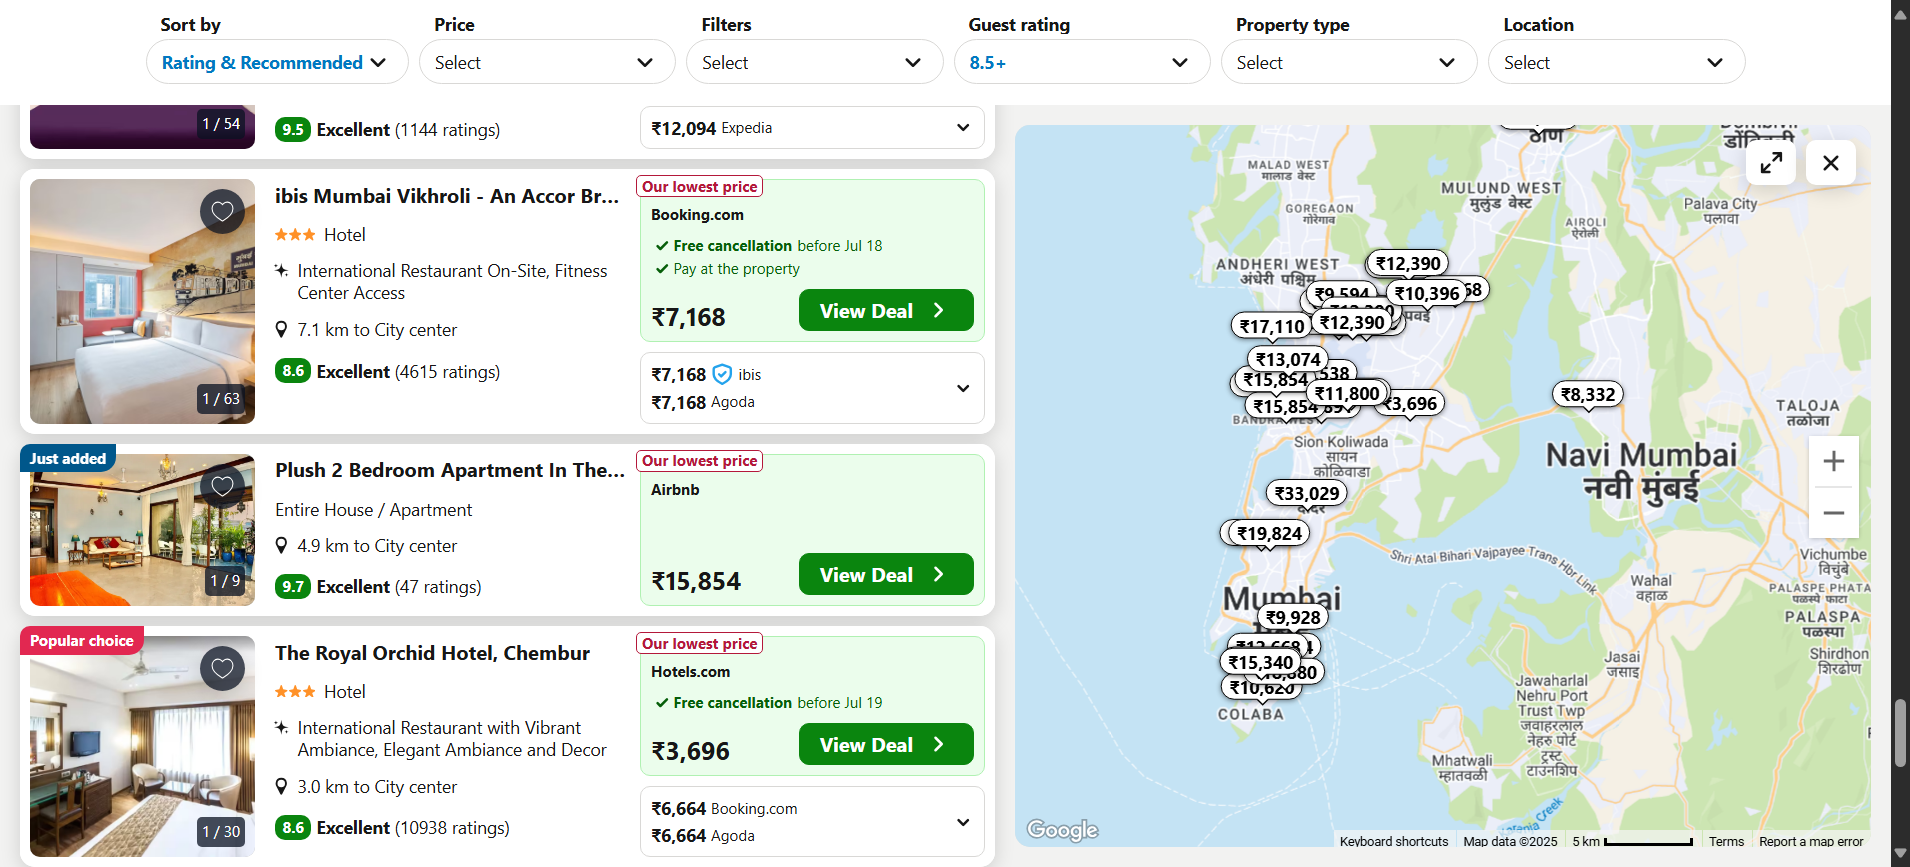 Sort by
Price
Filters
Guest rating
Property type
Location
Rating & Recommended
Select
Select
8.5+
Select
Select
1 / 54
9.5 Excellent (1144 ratings)
₹12,094 Expedia
ibis Mumbai Vikhroli - An Accor Br...
Hotel
International Restaurant On-Site, Fitness
Center Access
7.1 km to City center
8.6 Excellent (4615 ratings)
1 / 63
Our lowest price
Booking.com
Free cancellation before Jul 18
Pay at the property
₹7,168
View Deal
₹7,168 ibis
₹7,168 Agoda
Just added
Plush 2 Bedroom Apartment In The...
Entire House / Apartment
4.9 km to City center
9.7 Excellent (47 ratings)
1 / 9
Our lowest price
Airbnb
₹15,854
View Deal
Popular choice
The Royal Orchid Hotel, Chembur
Hotel
International Restaurant with Vibrant
Ambiance, Elegant Ambiance and Decor
3.0 km to City center
8.6 Excellent (10938 ratings)
1 / 30
Our lowest price
Hotels.com
Free cancellation before Jul 19
₹3,696
View Deal
₹6,664 Booking.com
₹6,664 Agoda
ठाणे
MALAD WEST
मालाड वेस्ट
MULUND WEST
मुलुंड वेस्ट
GOREGAON
गोरेगाव
AIROLI
ऐरोली
Palava City
पलावा
ANDHERI WEST
अंधेरी पश्चिम
₹12,390
₹9,594
₹10,396
68
₹17,110
₹12,390
पवई
₹13,074
₹15,854
538
₹11,800
₹15,854
₹3,696
₹8,332
TALOJA
तळोजा
Sion Koliwada
सायन
कोळिवाडा
Navi Mumbai
नवी मुंबई
₹33,029
₹19,824
Shri Atal Bihari Vajpayee Trans Hbr Link
Vichumbe
विचुंबे
Wahal
वहाळ
PALASPE PHATA
पळस्पे फाटा
PALASPA
पळस्पा
Mumbai
₹9,928
₹15,340
₹10,620
COLABA
Shirdhon
शिरढोण
Jasai
जसाई
Jawaharlal
Nehru Port
Trust Twp
जवाहरलाल
नेहरु पोर्ट
ट्रस्ट
टाउनशिप
Mhatwali
म्हातवळी
Karanja Creek
Google
Keyboard shortcuts
Map data ©2025
5 km
Terms
Report a map error